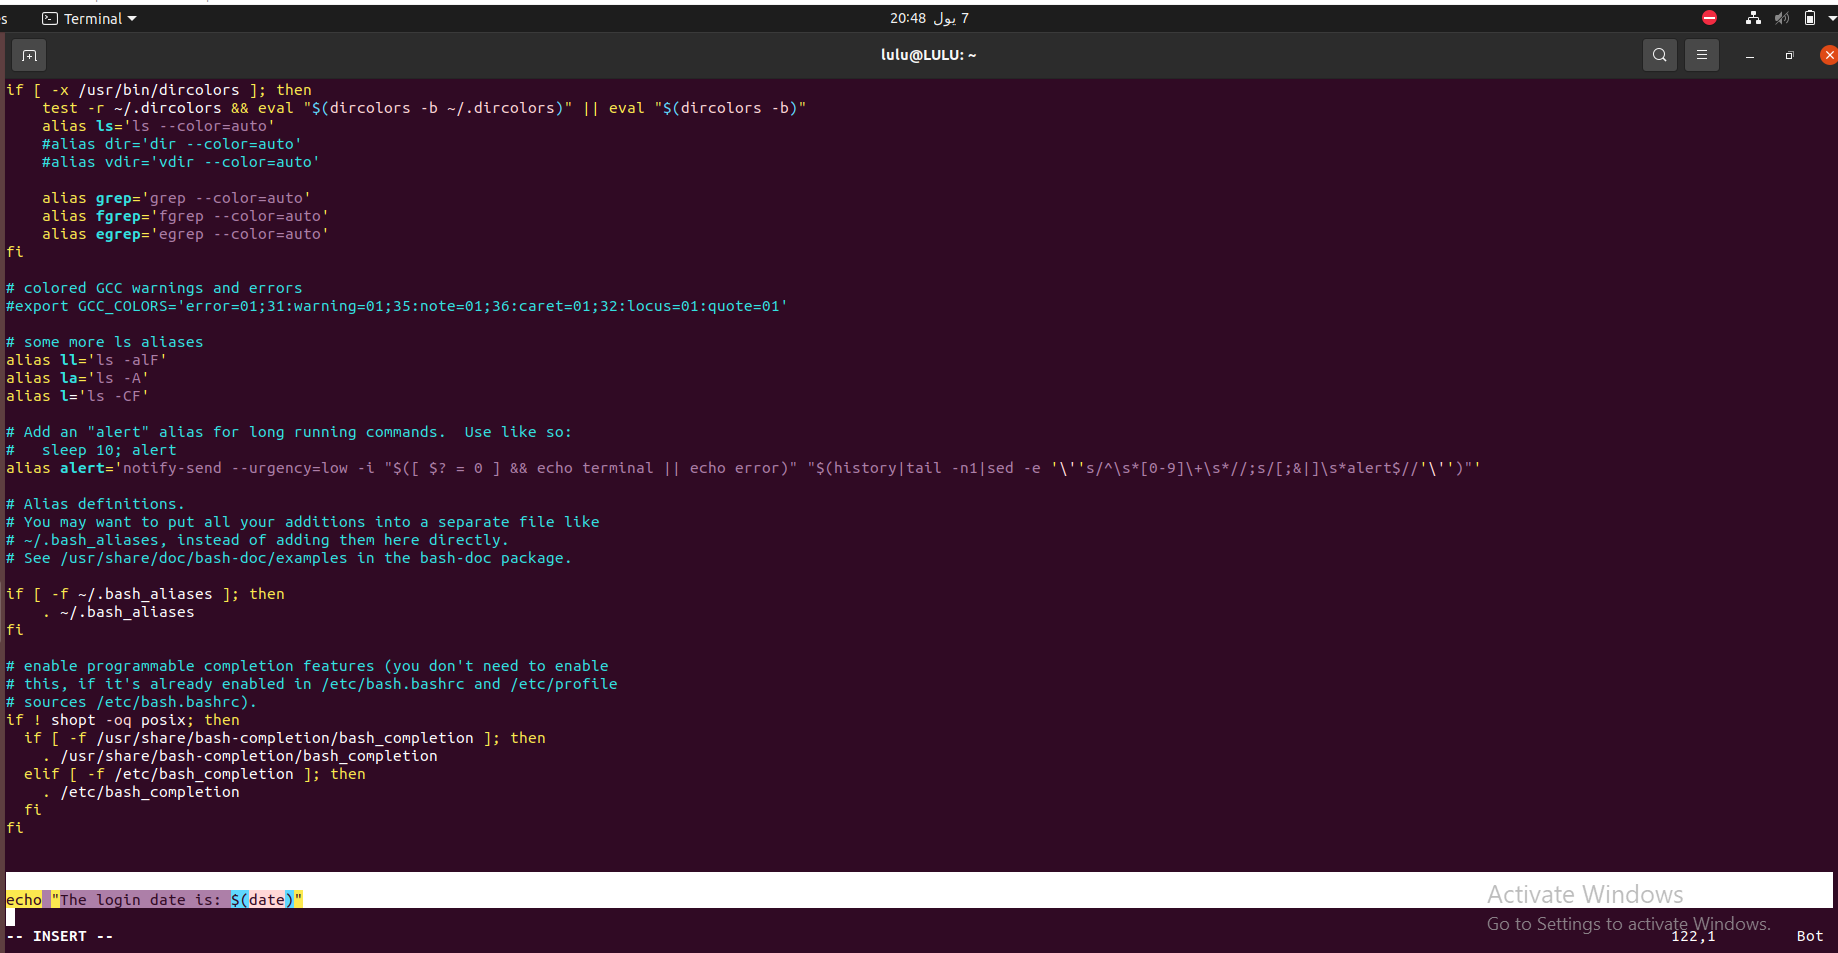 s Terminal 20:48 7 يول
lulu@LULU: ~
if [ -x /usr/bin/dircolors ]; then
    test -r ~/.dircolors && eval "$(dircolors -b ~/.dircolors)" || eval "$(dircolors -b)"
    alias ls='ls --color=auto'
    #alias dir='dir --color=auto'
    #alias vdir='vdir --color=auto'

    alias grep='grep --color=auto'
    alias fgrep='fgrep --color=auto'
    alias egrep='egrep --color=auto'
fi

# colored GCC warnings and errors
#export GCC_COLORS='error=01;31:warning=01;35:note=01;36:caret=01;32:locus=01:quote=01'

# some more ls aliases
alias ll='ls -alF'
alias la='ls -A'
alias l='ls -CF'

# Add an "alert" alias for long running commands.  Use like so:
#   sleep 10; alert
alias alert='notify-send --urgency=low -i "$([ $? = 0 ] && echo terminal || echo error)" "$(history|tail -n1|sed -e '\''s/^\s*[0-9]\+\s*//;s/[;&|]\s*alert$//'\'')"'

# Alias definitions.
# You may want to put all your additions into a separate file like
# ~/.bash_aliases, instead of adding them here directly.
# See /usr/share/doc/bash-doc/examples in the bash-doc package.

if [ -f ~/.bash_aliases ]; then
    . ~/.bash_aliases
fi

# enable programmable completion features (you don't need to enable
# this, if it's already enabled in /etc/bash.bashrc and /etc/profile
# sources /etc/bash.bashrc).
if ! shopt -oq posix; then
  if [ -f /usr/share/bash-completion/bash_completion ]; then
    . /usr/share/bash-completion/bash_completion
  elif [ -f /etc/bash_completion ]; then
    . /etc/bash_completion
  fi
fi

echo "The login date is: $(date)"
Activate Windows
Go to Settings to activate Windows.
-- INSERT -- 122,1 Bot